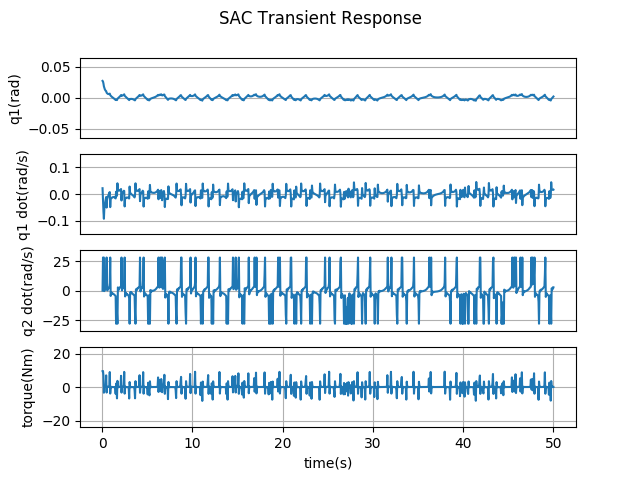 SAC Transient Response
0.05
0.00
−0.05
q1(rad)
0.1
0.0
−0.1
q1 dot(rad/s)
25
0
−25
q2 dot(rad/s)
20
0
−20
torque(Nm)
0 10 20 30 40 50
time(s)